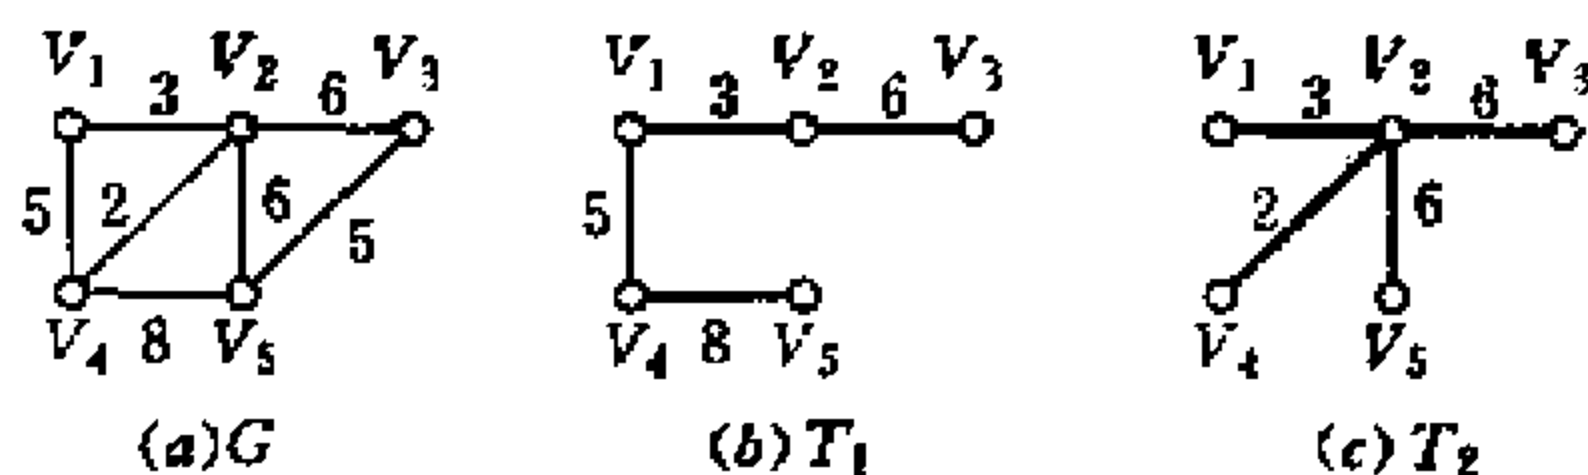 V₁ V₂ V₃ V₁ V₂ V₃ V₁ V₂ V₃
3 6 3 6 3 6
5 2 6 5 5 2 6
V₄ 8 V₅ V₄ 8 V₅ V₄ V₅
(a)G (b)T₁ (c)T₂